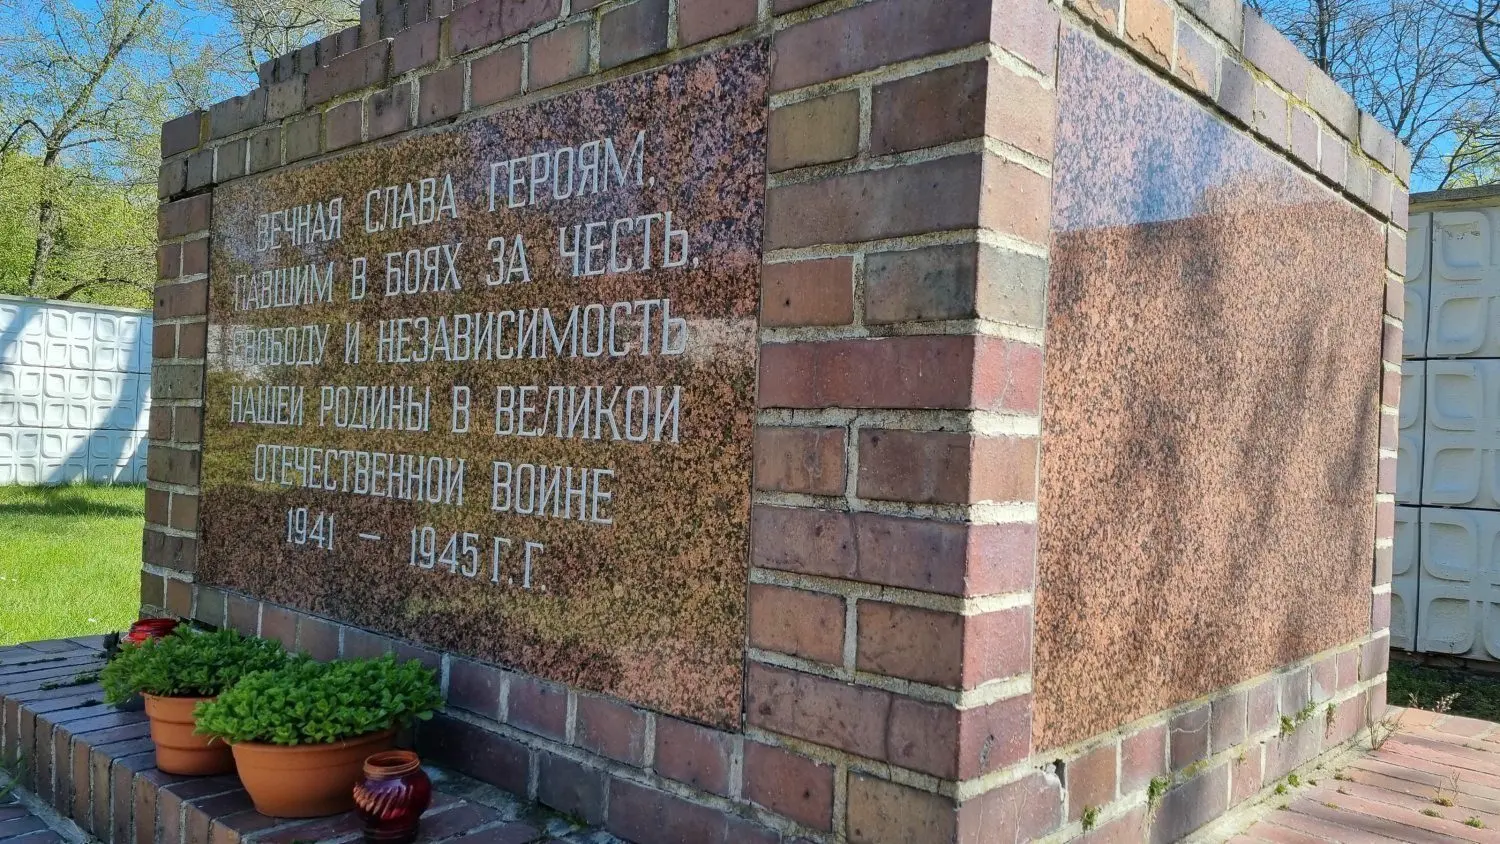 ВЕЧНАЯ СЛАВА ГЕРОЯМ,
ПАВШИМ В БОЯХ ЗА ЧЕСТЬ,
СВОБОДУ И НЕЗАВИСИМОСТЬ
НАШЕЙ РОДИНЫ В ВЕЛИКОЙ
ОТЕЧЕСТВЕННОЙ ВОЙНЕ
1941 – 1945 Г.Г.